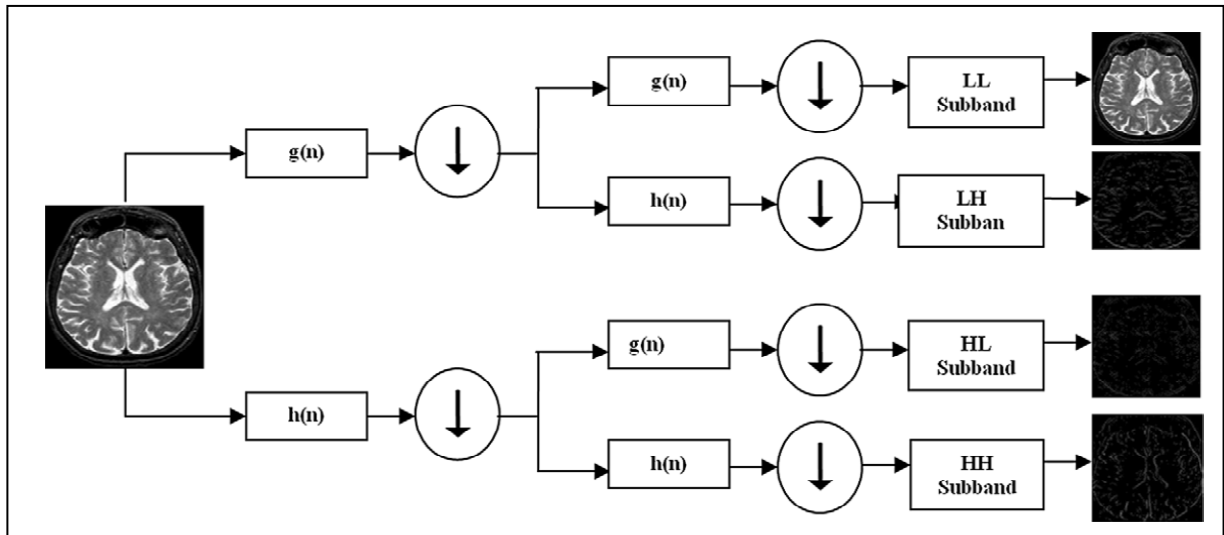 g(n)
LL
Subband
g(n)
h(n)
LH
Subban
g(n)
HL
Subband
h(n)
h(n)
HH
Subband